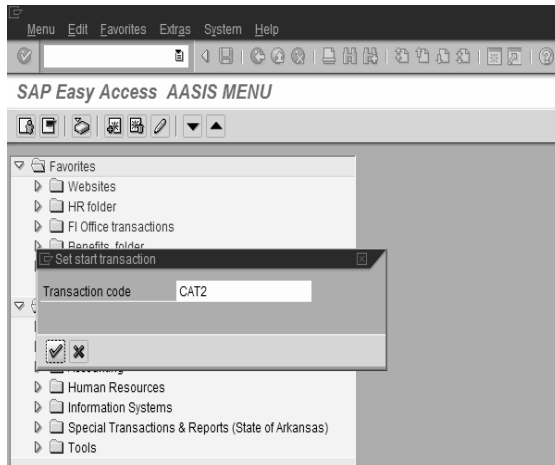 Menu Edit Favorites Extras System Help
SAP Easy Access AASIS MENU
Favorites
Websites
HR folder
FI Office transactions
Benefits folder
Set start transaction
Transaction code CAT2
Accounting
Human Resources
Information Systems
Special Transactions & Reports (State of Arkansas)
Tools